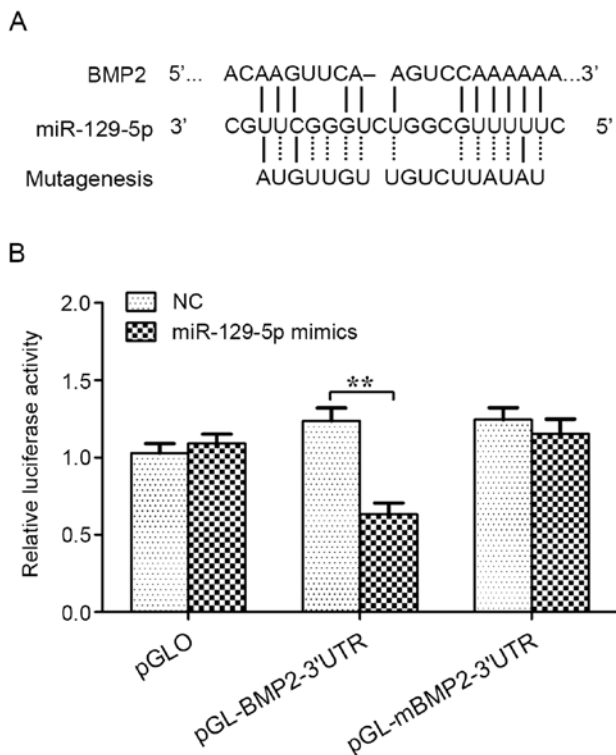 A
BMP2 5’... ACAAGUUCA– AGUCCAAAAAA...3’
miR-129-5p 3’ CGUUCGGGUCUGGCGUUUUUC 5’
Mutagenesis AUGUUGU UGUCUUAUAU
B
NC
miR-129-5p mimics
**
Relative luciferase activity
2.0
1.5
1.0
0.5
0.0
pGLO
pGL-BMP2-3'UTR
pGL-mBMP2-3'UTR